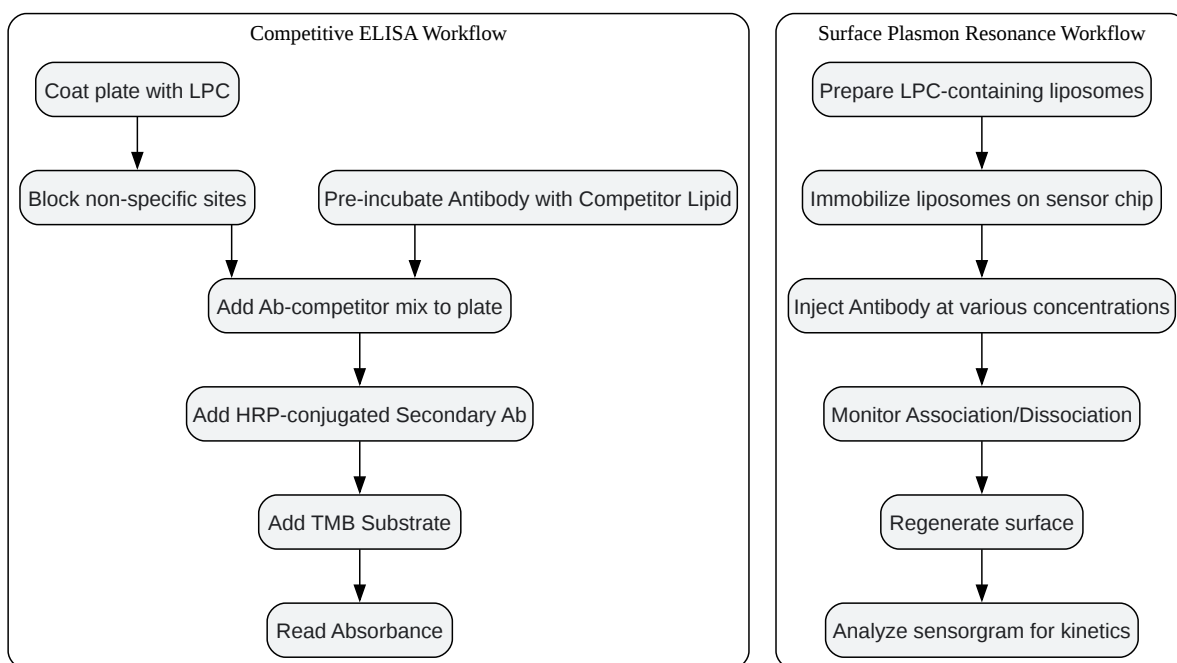 Competitive ELISA Workflow
Coat plate with LPC
Block non-specific sites
Pre-incubate Antibody with Competitor Lipid
Add Ab-competitor mix to plate
Add HRP-conjugated Secondary Ab
Add TMB Substrate
Read Absorbance
Surface Plasmon Resonance Workflow
Prepare LPC-containing liposomes
Immobilize liposomes on sensor chip
Inject Antibody at various concentrations
Monitor Association/Dissociation
Regenerate surface
Analyze sensorgram for kinetics